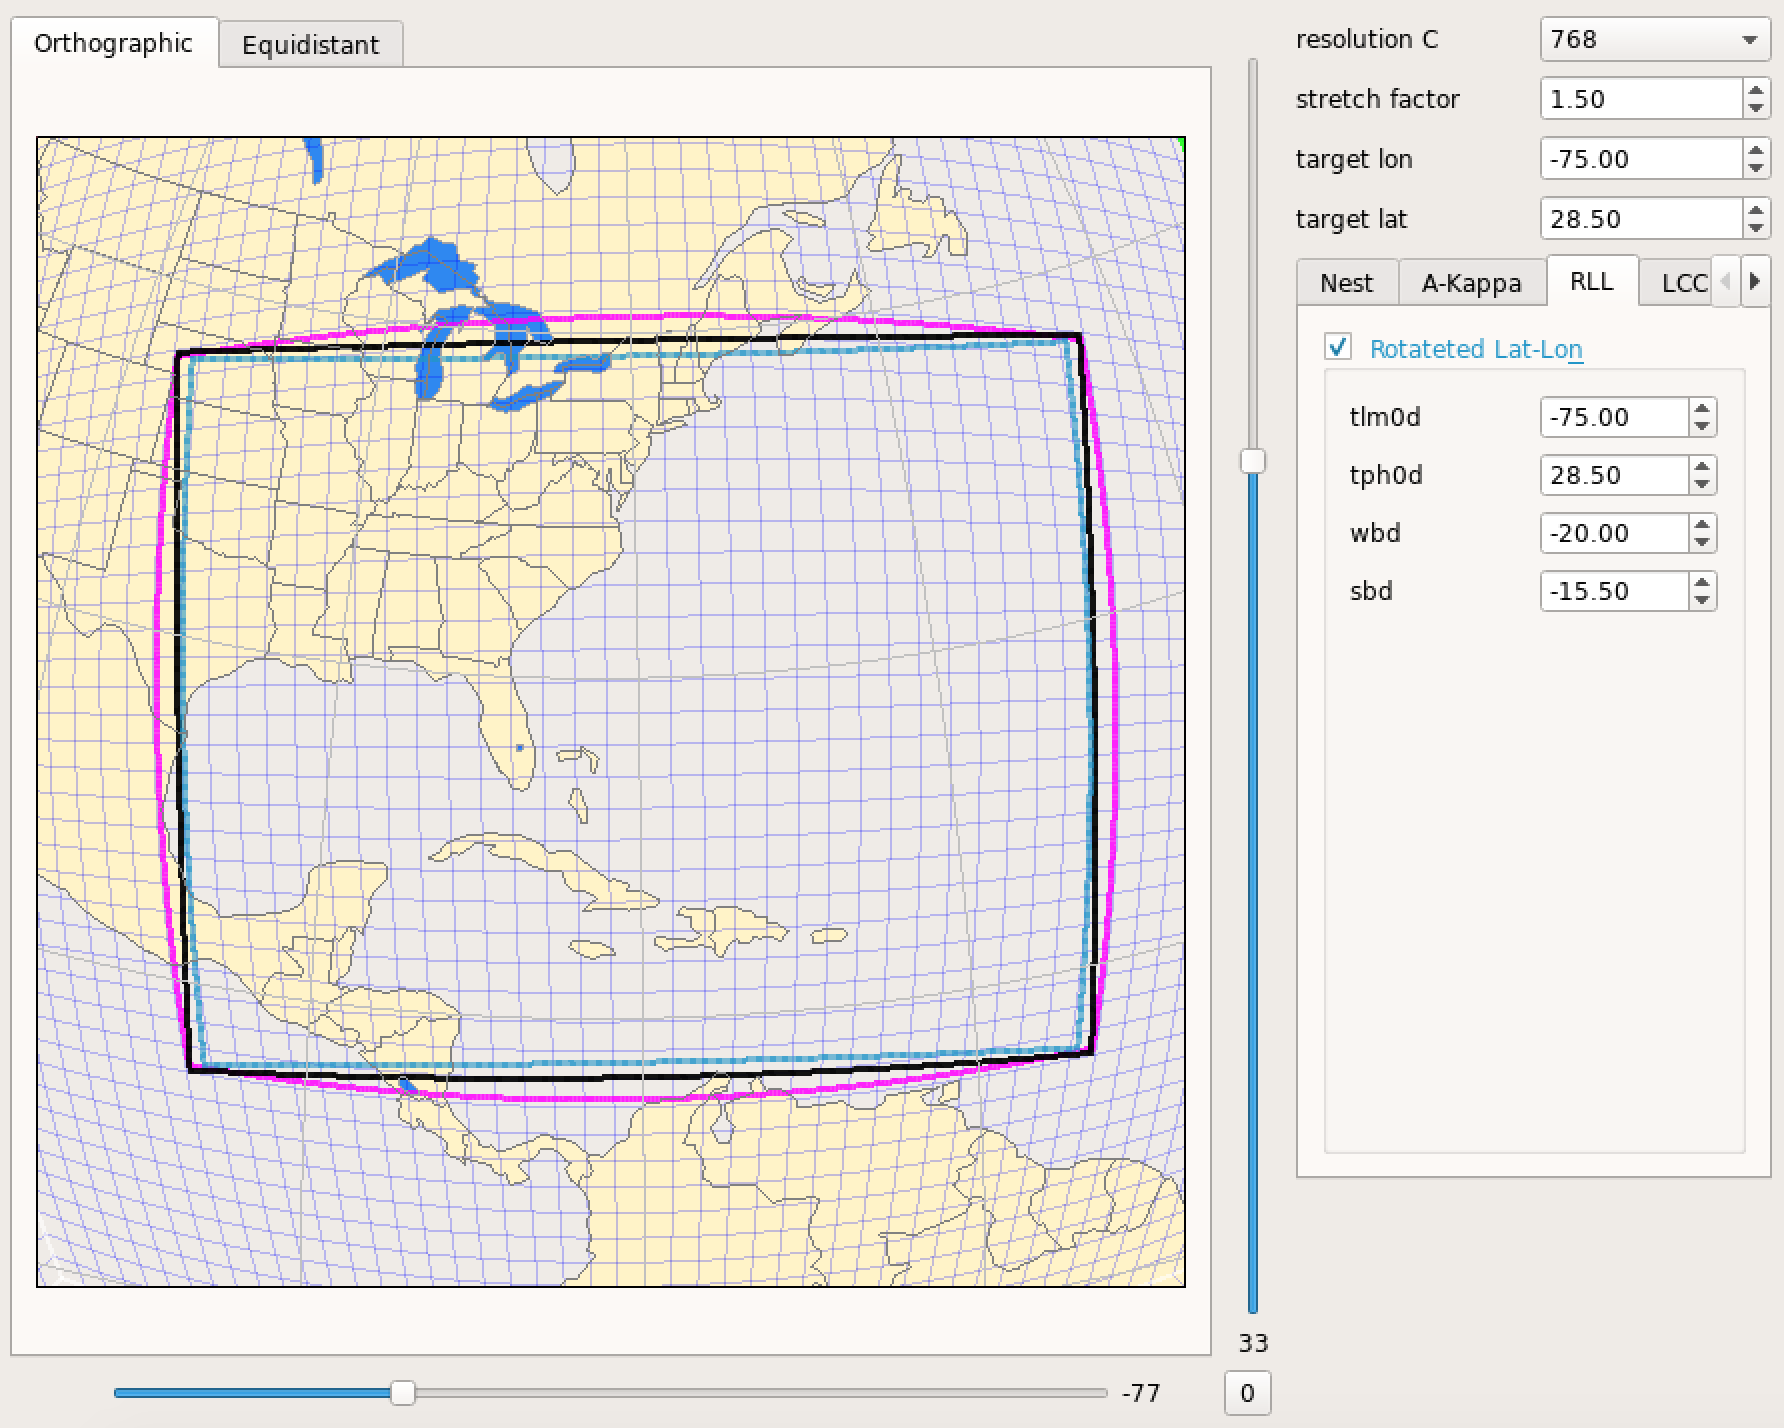 Orthographic Equidistant
resolution C 768
stretch factor 1.50
target lon -75.00
target lat 28.50
Nest A-Kappa RLL LCC
Rotateted Lat-Lon
tlm0d -75.00
tph0d 28.50
wbd -20.00
sbd -15.50
33
-77 0